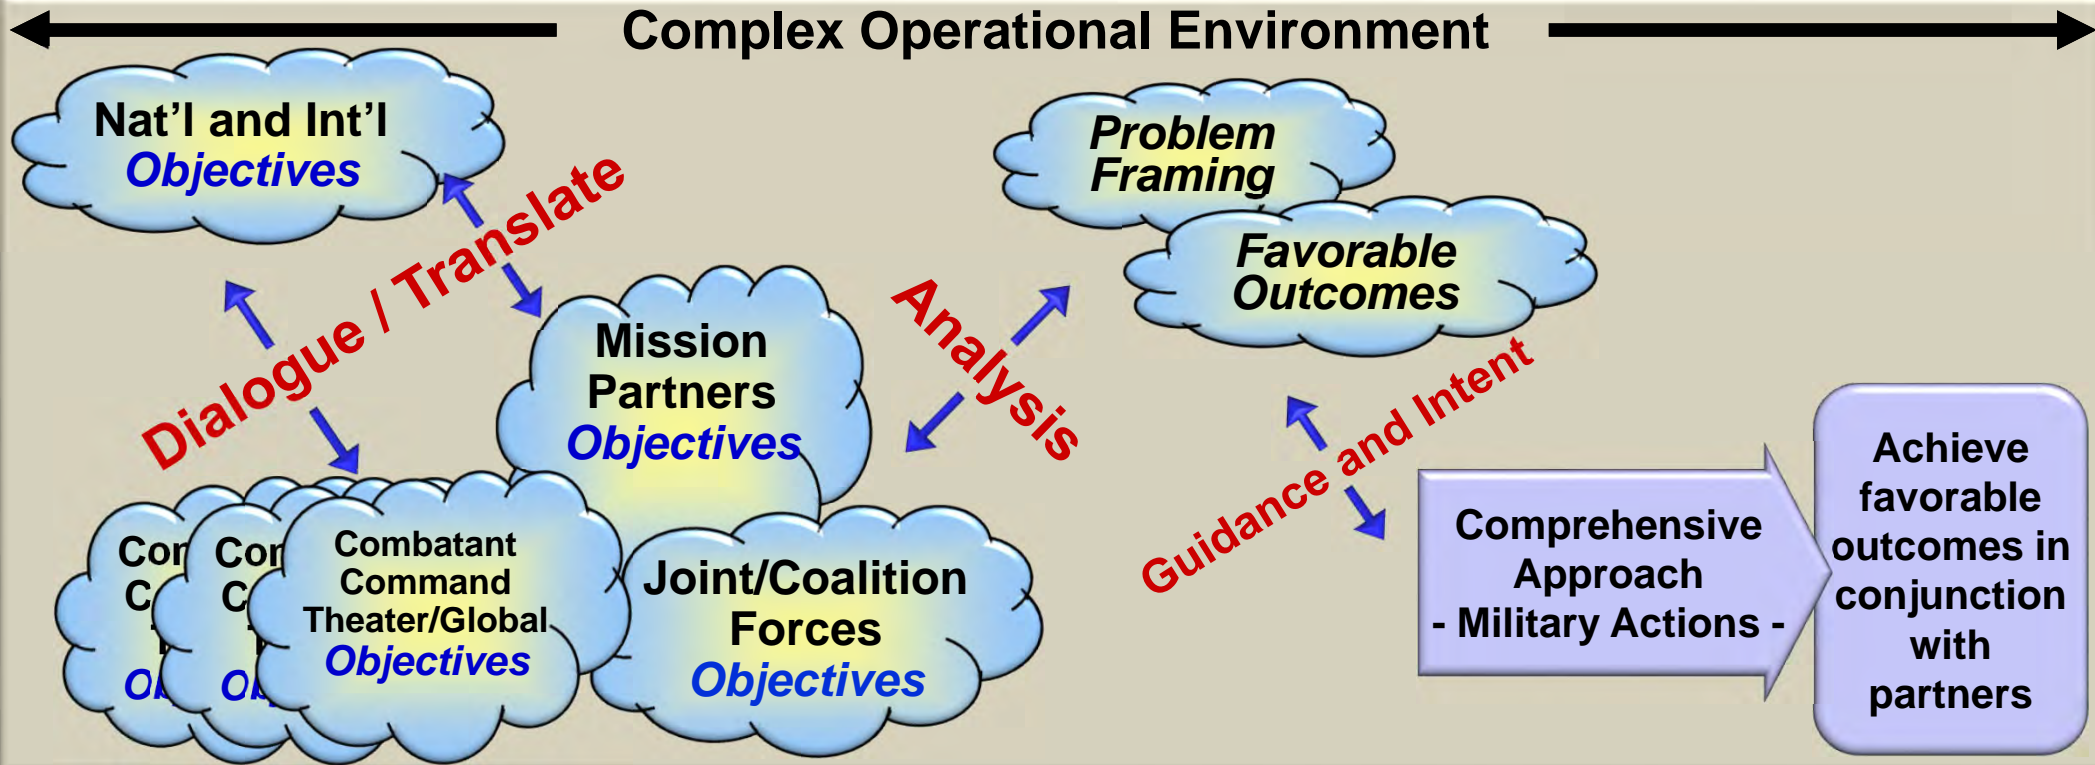 Complex Operational Environment
Nat'l and Int'l
Objectives
Dialogue / Translate
Mission
Partners
Objectives
Combatant
Command
Theater/Global
Objectives
Joint/Coalition
Forces
Objectives
Analysis
Problem
Framing
Favorable
Outcomes
Guidance and Intent
Comprehensive
Approach
- Military Actions -
Achieve
favorable
outcomes in
conjunction
with
partners